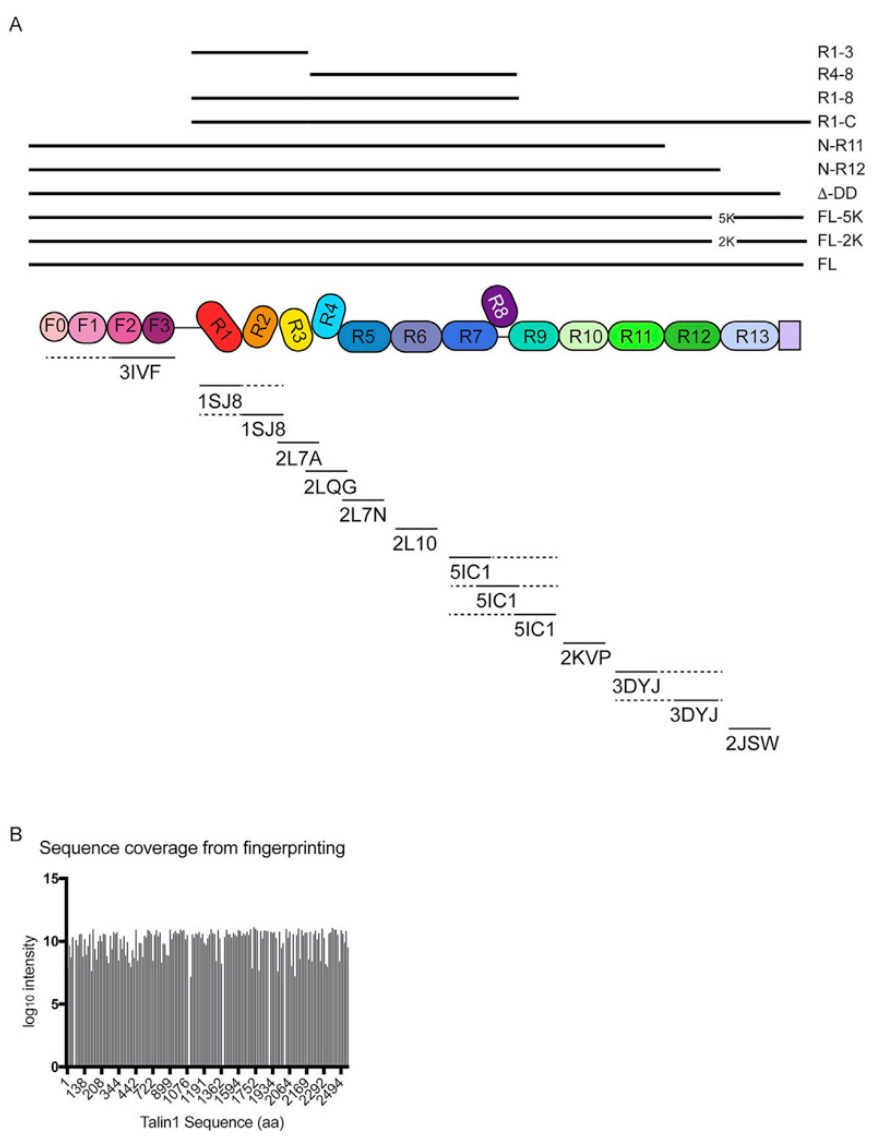 A
R1-3
R4-8
R1-8
R1-C
N-R11
N-R12
Δ-DD
5K FL-5K
2K FL-2K
FL
F0 F1 F2 F3 R1 R2 R3 R4 R5 R6 R7 R8 R9 R10 R11 R12 R13
3IVF
1SJ8
1SJ8
2L7A
2LQG
2L7N
2L10
5IC1
5IC1
5IC1
2KVP
3DYJ
3DYJ
2JSW
B
Sequence coverage from fingerprinting
15
10
5
0
log10 intensity
1 138 208 344 442 722 899 1076 1191 1362 1594 1752 1934 2064 2169 2292 2494
Talin1 Sequence (aa)